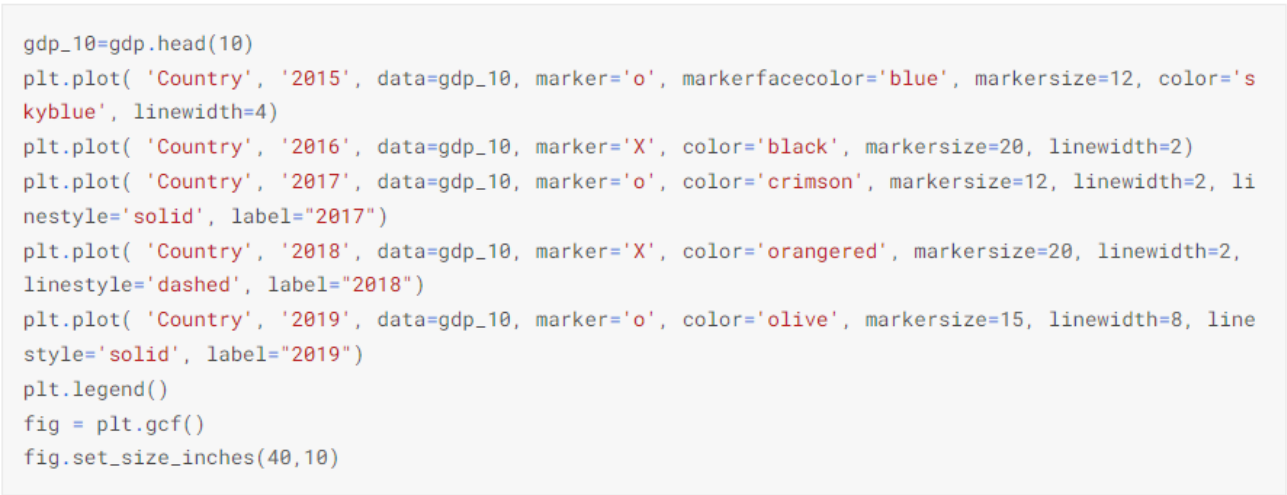 gdp_10=gdp.head(10)
plt.plot( 'Country', '2015', data=gdp_10, marker='o', markerfacecolor='blue', markersize=12, color='s
kyblue', linewidth=4)
plt.plot( 'Country', '2016', data=gdp_10, marker='X', color='black', markersize=20, linewidth=2)
plt.plot( 'Country', '2017', data=gdp_10, marker='o', color='crimson', markersize=12, linewidth=2, li
nestyle='solid', label="2017")
plt.plot( 'Country', '2018', data=gdp_10, marker='X', color='orangered', markersize=20, linewidth=2,
linestyle='dashed', label="2018")
plt.plot( 'Country', '2019', data=gdp_10, marker='o', color='olive', markersize=15, linewidth=8, line
style='solid', label="2019")
plt.legend()
fig = plt.gcf()
fig.set_size_inches(40,10)